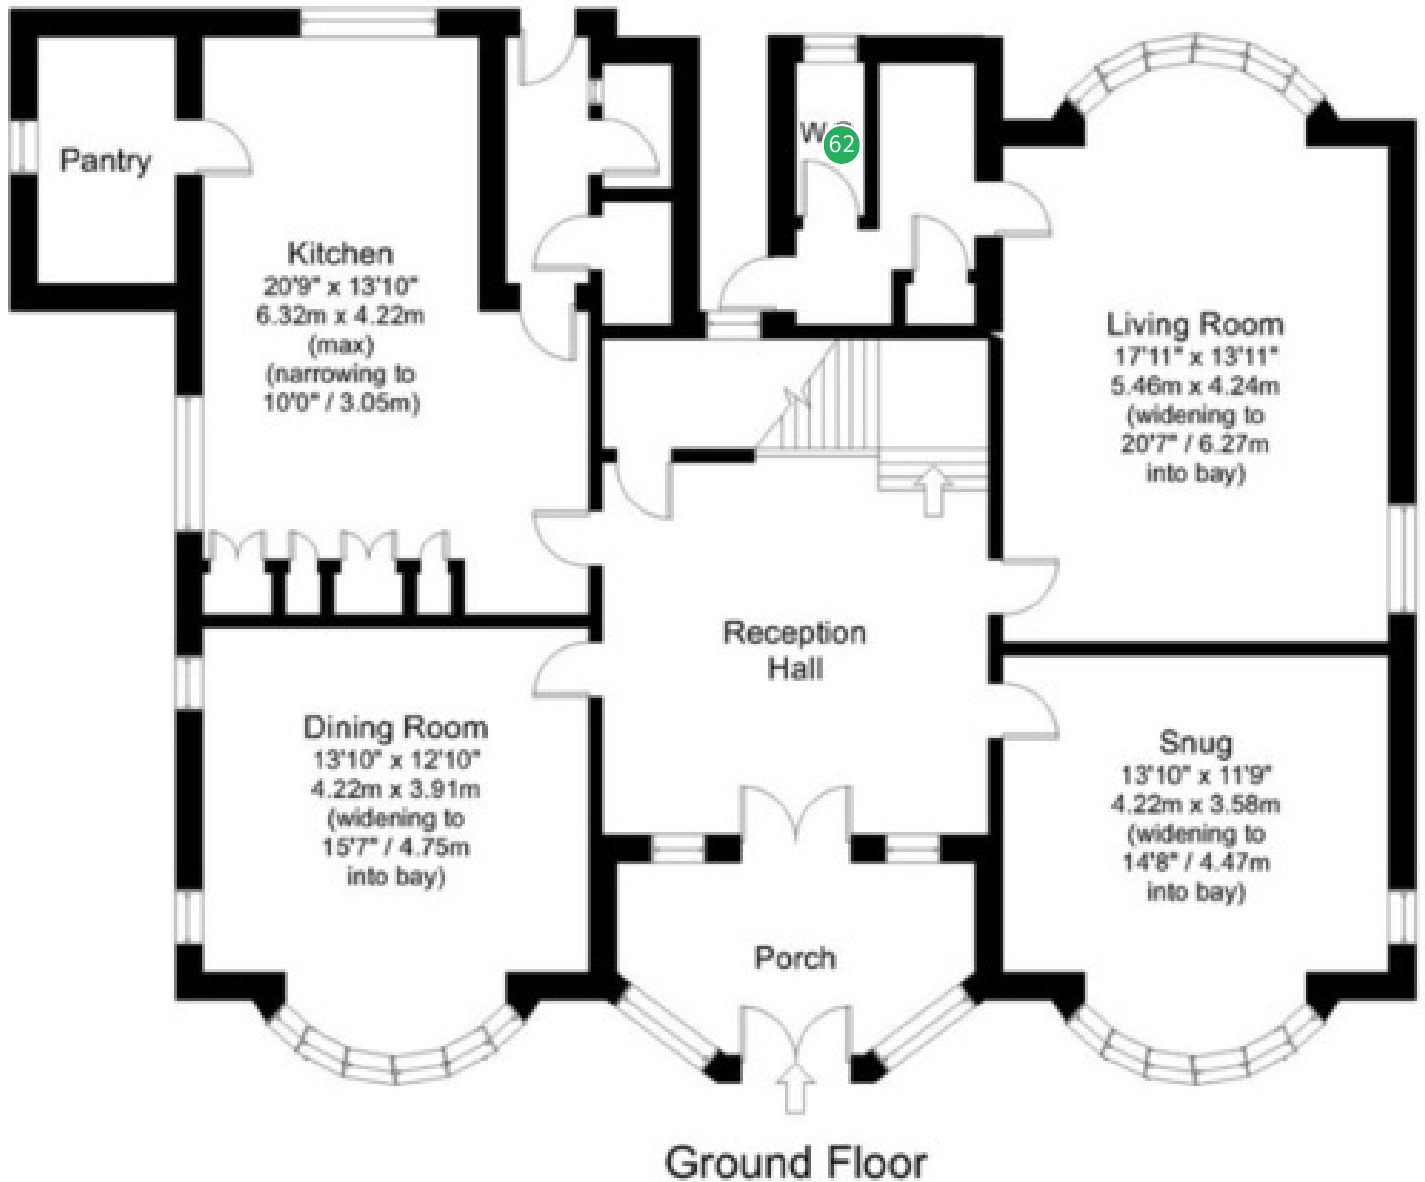 Pantry
Kitchen
20'9" x 13'10"
6.32m x 4.22m
(max)
(narrowing to
10'0" / 3.05m)
62
Living Room
17'11" x 13'11"
5.46m x 4.24m
(widening to
20'7" / 6.27m
into bay)
Reception
Hall
Dining Room
13'10" x 12'10"
4.22m x 3.91m
(widening to
15'7" / 4.75m
into bay)
Snug
13'10" x 11'9"
4.22m x 3.58m
(widening to
14'8" / 4.47m
into bay)
Porch
Ground Floor